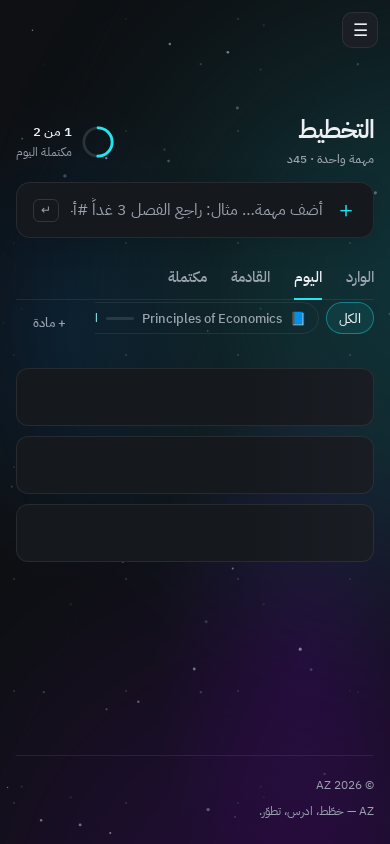 التخطيط
مهمة واحدة · 45د
1 من 2
مكتملة اليوم
+ أضف مهمة... مثال: راجع الفصل 3 غداً #أ
الوارد
اليوم
القادمة
مكتملة
الكل
Principles of Economics
+ مادة
© 2026 AZ
AZ — خطّط، ادرس، تطوّر.